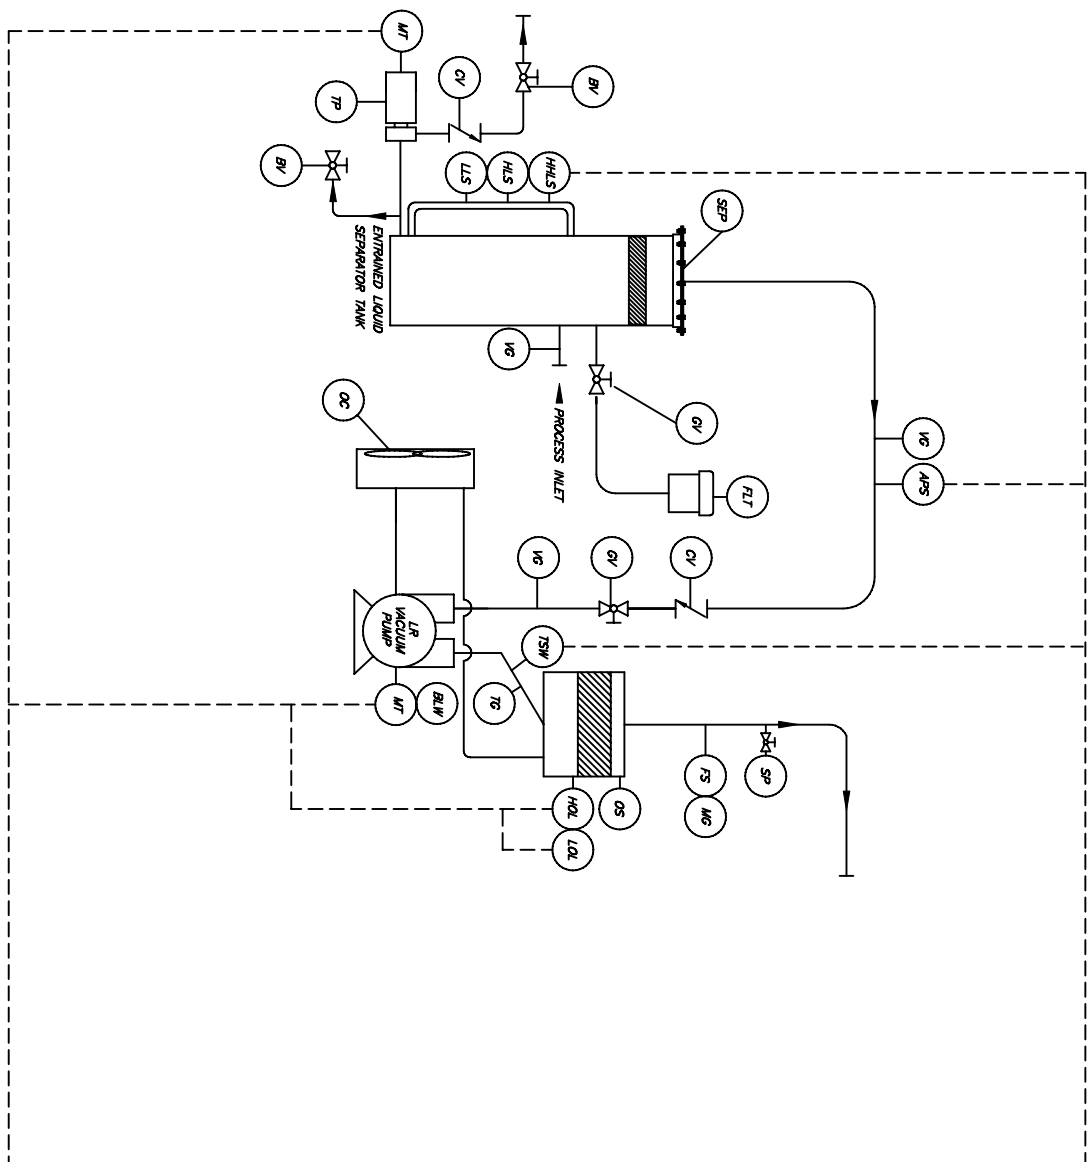 VG
APS
SP
FLT
SEP
FS
MG
GV
CV
OS
GV
BV
HOL
LOL
PROCESS INLET
HHLS
TSW
VG
HLS
VG
TG
LLS
CV
BLW
MT
LR
VACUUM
PUMP
MT
ENTRAINED LIQUID
SEPARATOR TANK
OC
TP
BV